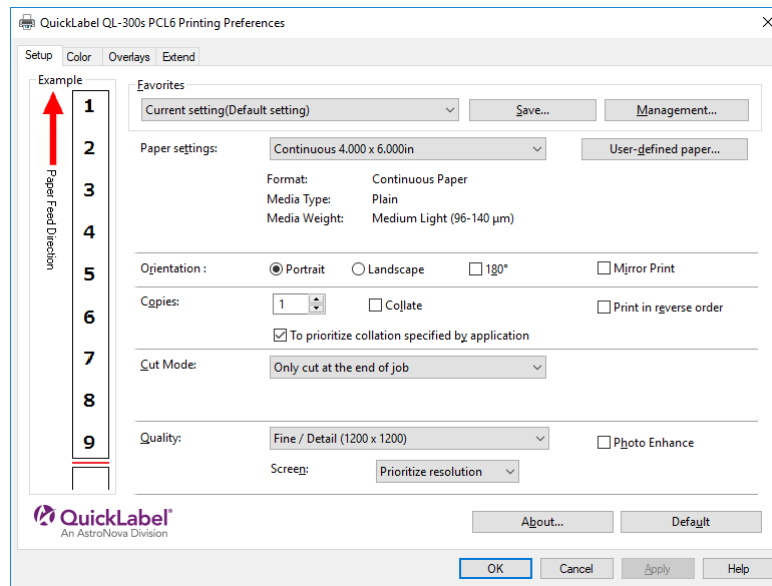 QuickLabel QL-300s PCL6 Printing Preferences
Setup Color Overlays Extend
Example
1
2
3
4
5
6
7
8
9
Paper Feed Direction
Favorites
Current setting(Default setting) Save... Management...
Paper settings: Continuous 4.000 x 6.000in User-defined paper...
Format: Continuous Paper
Media Type: Plain
Media Weight: Medium Light (96-140 µm)
Orientation : Portrait Landscape 180° Mirror Print
Copies: 1 Collate Print in reverse order
To prioritize collation specified by application
Cut Mode: Only cut at the end of job
Quality: Fine / Detail (1200 x 1200) Photo Enhance
Screen: Prioritize resolution
QuickLabel®
An AstroNova Division
About... Default
OK Cancel Apply Help